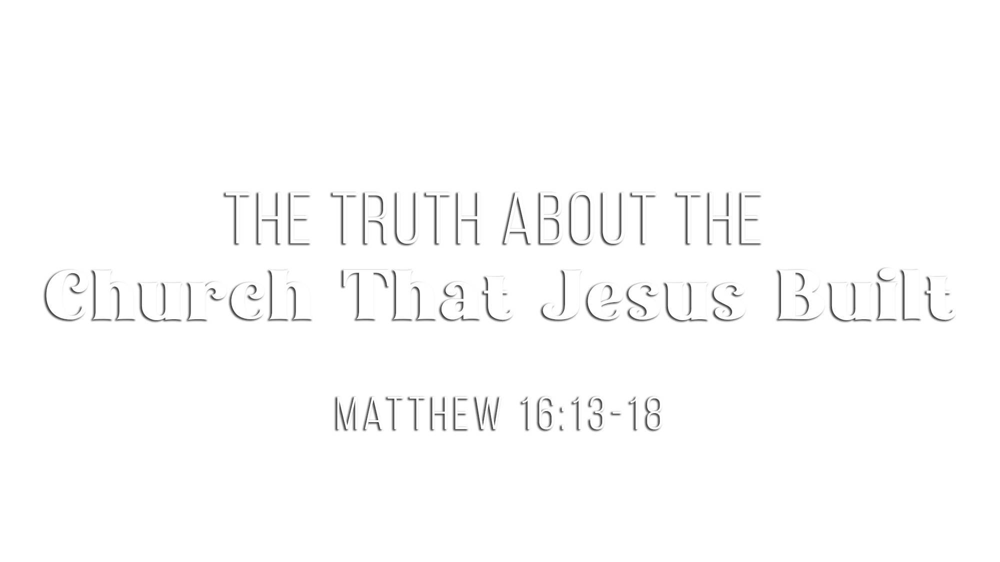 THE TRUTH ABOUT THE
Church That Jesus Built
MATTHEW 16:13-18